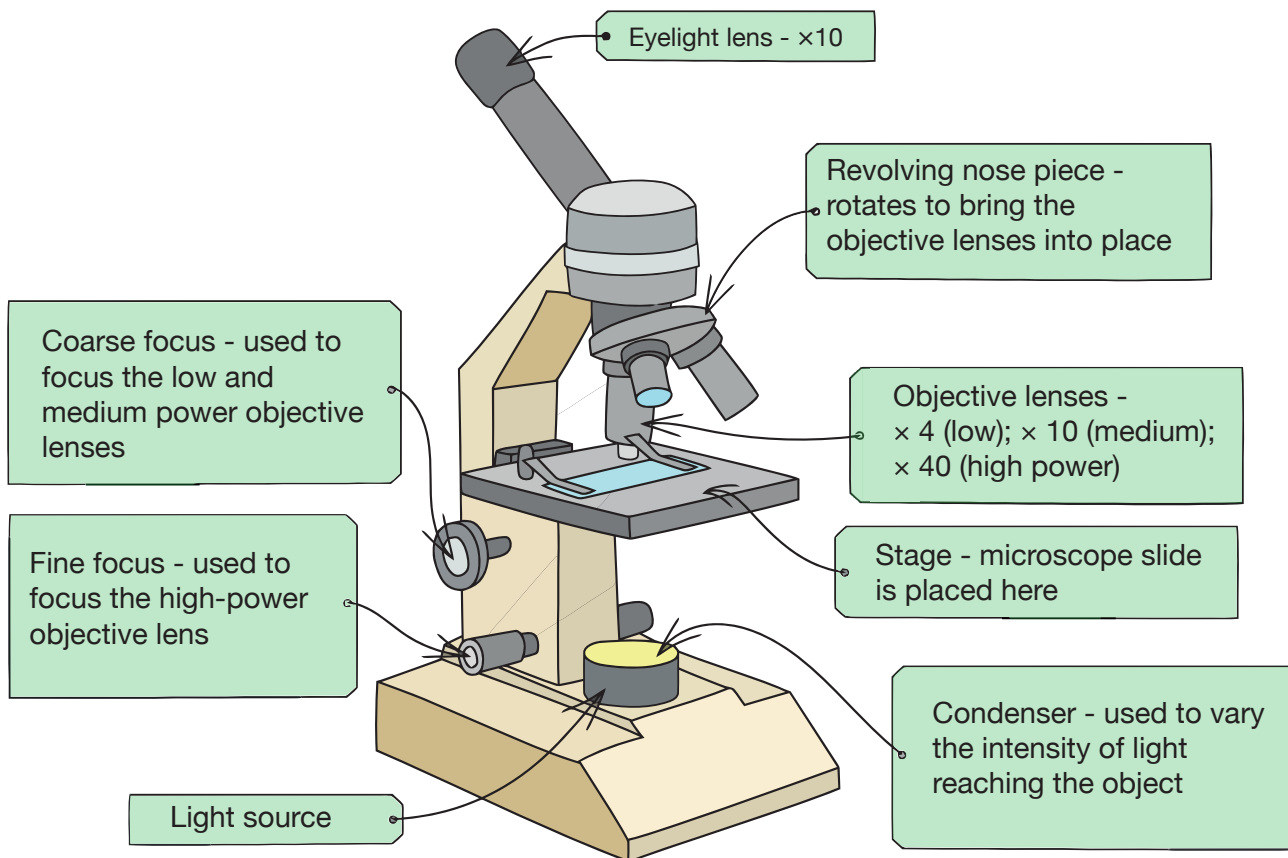 Eyelight lens - ×10
Revolving nose piece -
rotates to bring the
objective lenses into place
Coarse focus - used to
focus the low and
medium power objective
lenses
Objective lenses -
× 4 (low); × 10 (medium);
× 40 (high power)
Fine focus - used to
focus the high-power
objective lens
Stage - microscope slide
is placed here
Condenser - used to vary
the intensity of light
reaching the object
Light source